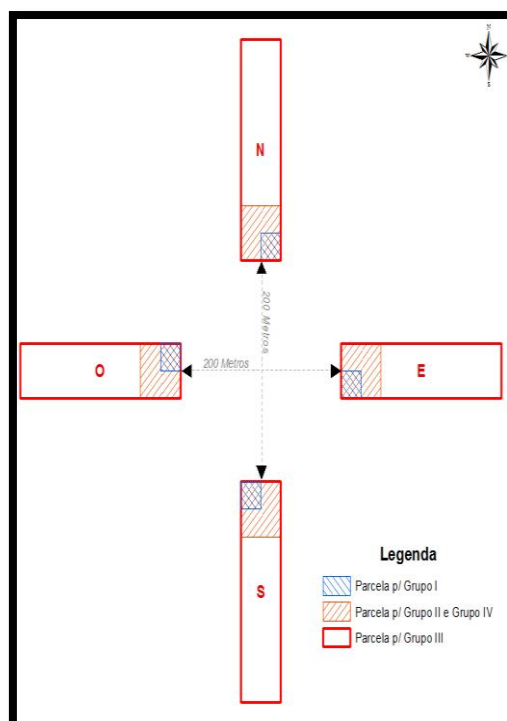 N
200 Metros
O
200 Metros
E
S
Legenda
Parcela p/ Grupo I
Parcela p/ Grupo II e Grupo IV
Parcela p/ Grupo III